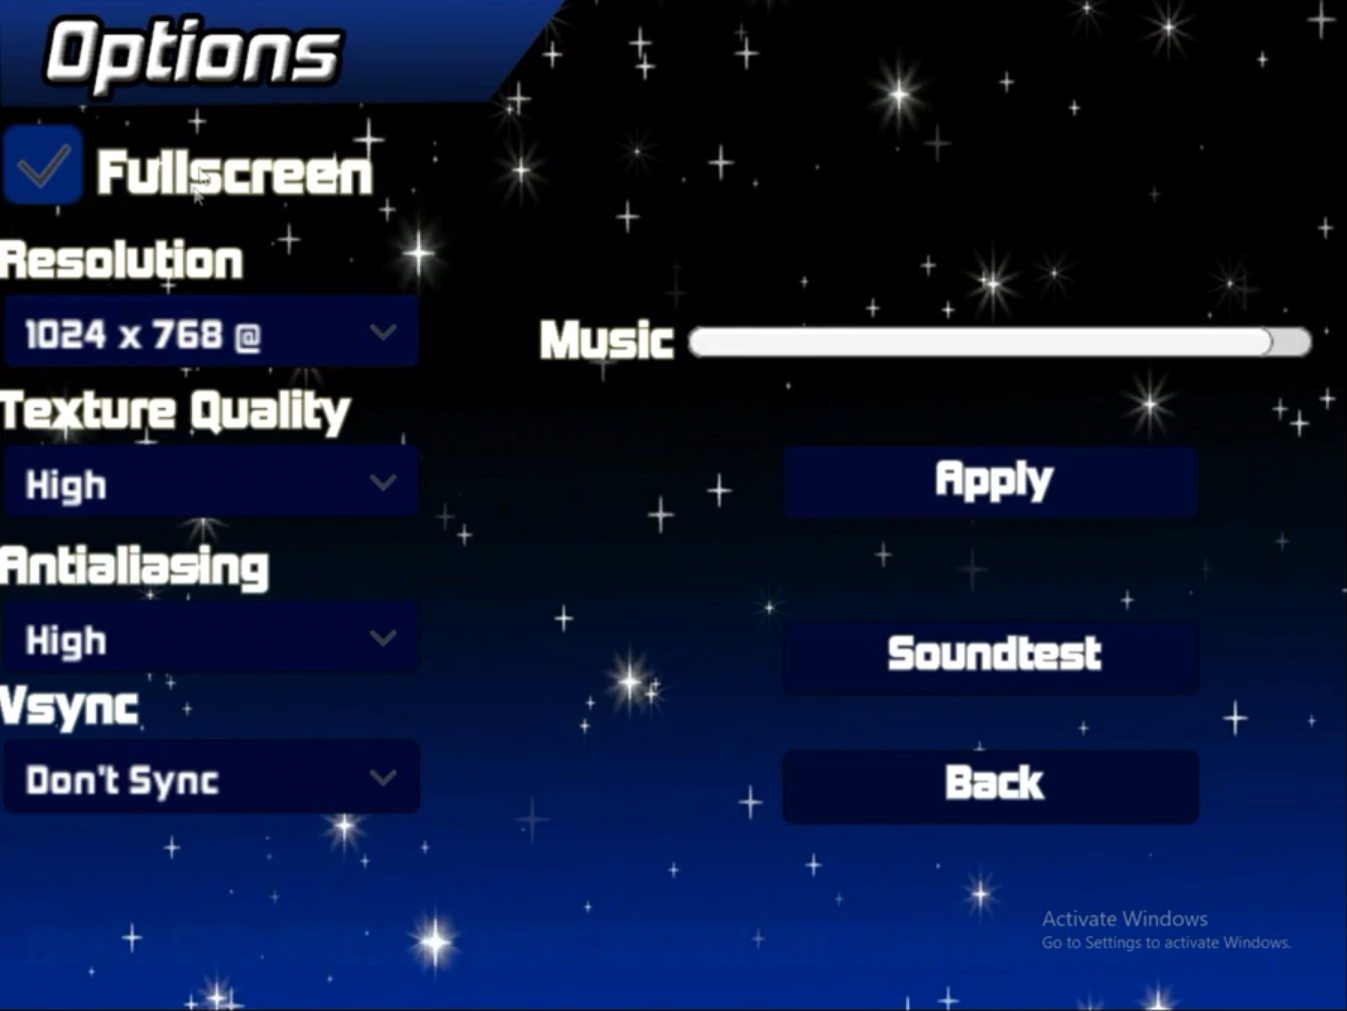 Options
Fullscreen
Resolution
1024 x 768 @
Music
Texture Quality
High
Apply
Antialiasing
High
Soundtest
Vsync
Don't Sync
Back
Activate Windows
Go to Settings to activate Windows.